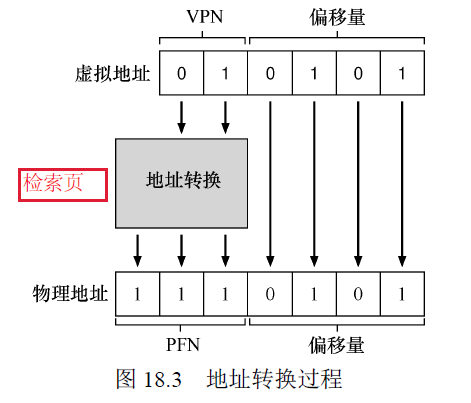 VPN 偏移量
虚拟地址 0 1 0 1 0 1
检索页 地址转换
物理地址 1 1 1 0 1 0 1
PFN 偏移量
图 18.3 地址转换过程